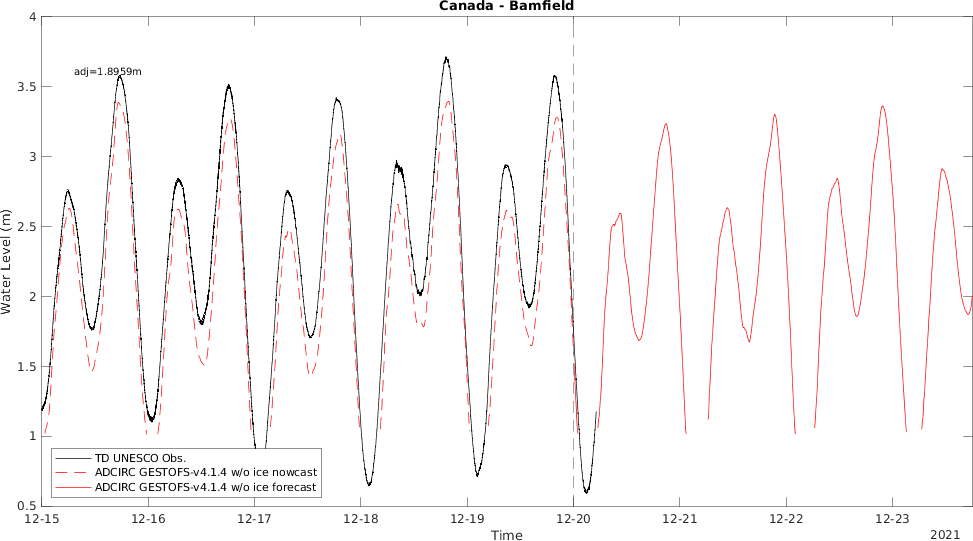 Canada - Bamfield
adj=1.8959m
Water Level (m)
4
3.5
3
2.5
2
1.5
1
0.5
TD UNESCO Obs.
ADCIRC GESTOFS-v4.1.4 w/o ice nowcast
ADCIRC GESTOFS-v4.1.4 w/o ice forecast
12-15 12-16 12-17 12-18 12-19 12-20 12-21 12-22 12-23
Time
2021